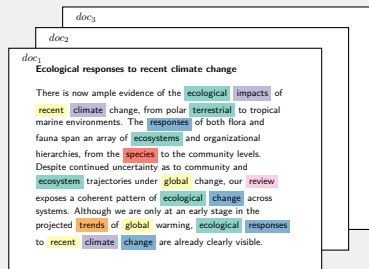 doc3
doc2
doc1
Ecological responses to recent climate change
There is now ample evidence of the ecological impacts of
recent climate change, from polar terrestrial to tropical
marine environments. The responses of both flora and
fauna span an array of ecosystems and organizational
hierarchies, from the species to the community levels.
Despite continued uncertainty as to community and
ecosystem trajectories under global change, our review
exposes a coherent pattern of ecological change across
systems. Although we are only at an early stage in the
projected trends of global warming, ecological responses
to recent climate change are already clearly visible.